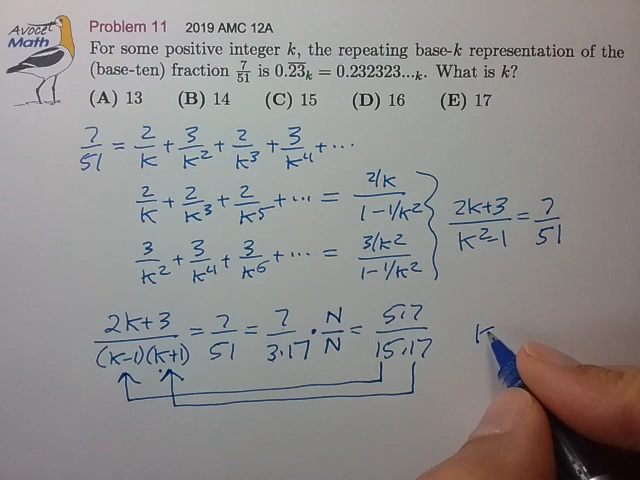 Avocet
Math
Problem 11 2019 AMC 12A
For some positive integer k, the repeating base-k representation of the
(base-ten) fraction 7/51 is 0.\overline{23}_k = 0.232323..._k. What is k?
(A) 13 (B) 14 (C) 15 (D) 16 (E) 17
7/51 = 2/k + 3/k² + 2/k³ + 3/k⁴ + ...
2/k + 2/k³ + 2/k⁵ + ... = (2/k)/(1 - 1/k²)
(2k+3)/(k²-1) = 7/51
3/k² + 3/k⁴ + 3/k⁶ + ... = (3/k²)/(1 - 1/k²)
(2k+3)/((k-1)(k+1)) = 7/51 = 7/(3·17) · N/N = (5·7)/(15·17) k